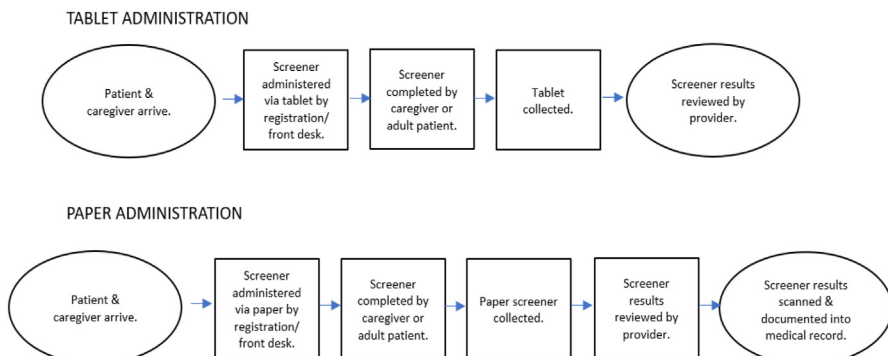 TABLET ADMINISTRATION
Patient &
caregiver arrive.
Screener
administered
via tablet by
registration/
front desk.
Screener
completed by
caregiver or
adult patient.
Tablet
collected.
Screener results
reviewed by
provider.
PAPER ADMINISTRATION
Patient &
caregiver arrive.
Screener
administered
via paper by
registration/
front desk.
Screener
completed by
caregiver or
adult patient.
Paper screener
collected.
Screener
results
reviewed by
provider.
Screener results
scanned &
documented into
medical record.